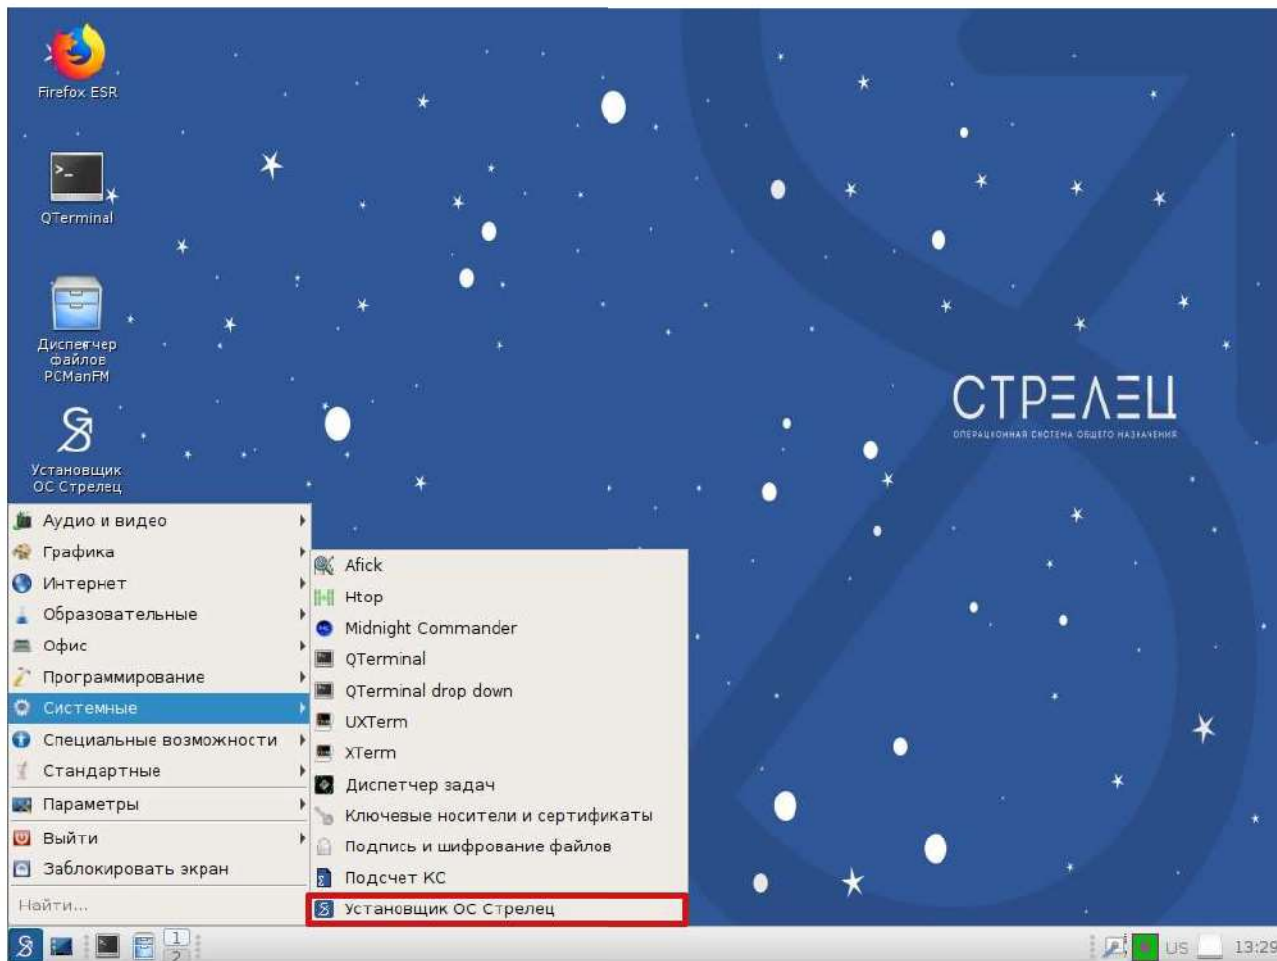 Firefox ESR
QTerminal
Диспетчер
файлов
PCManFM
Установщик
ОС Стрелец
СТРЕЛЕЦ
ОПЕРАЦИОННАЯ СИСТЕМА ОБЩЕГО НАЗНАЧЕНИЯ
Аудио и видео
Графика
Интернет
Образовательные
Офис
Программирование
Системные
Специальные возможности
Стандартные
Параметры
Выйти
Заблокировать экран
Найти...
Afick
Htop
Midnight Commander
QTerminal
QTerminal drop down
UXTerm
XTerm
Диспетчер задач
Ключевые носители и сертификаты
Подпись и шифрование файлов
Подсчет КС
Установщик ОС Стрелец
1
2
US
13:29